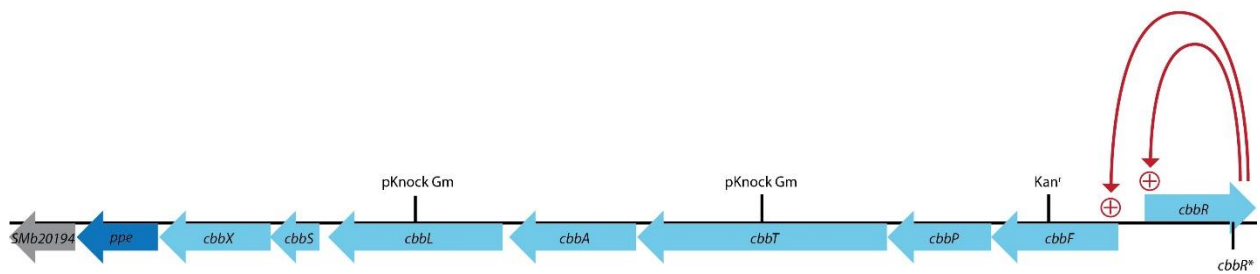 pKnock Gm pKnock Gm Kanʳ
cbbR
SMb20194 ppe cbbX cbbS cbbL cbbA cbbT cbbP cbbF
cbbR*